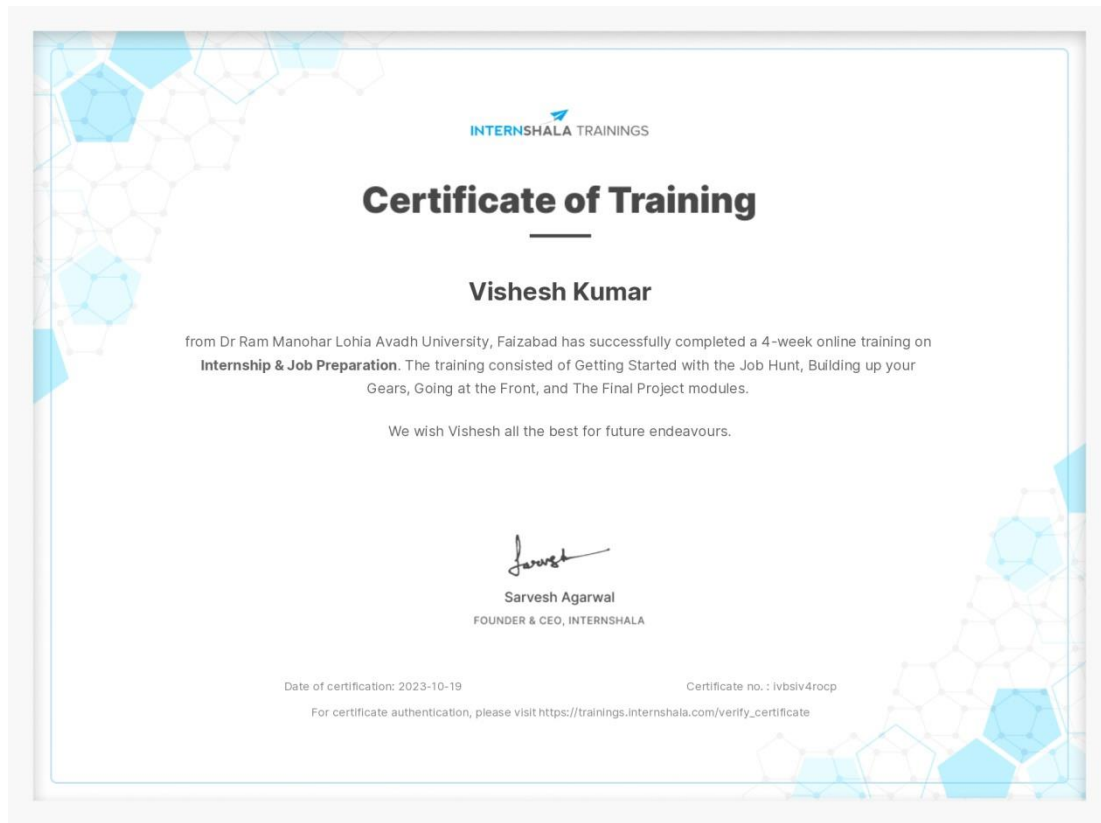 INTERNSHALA TRAININGS
Certificate of Training
Vishesh Kumar
from Dr Ram Manohar Lohia Avadh University, Faizabad has successfully completed a 4-week online training on
Internship & Job Preparation. The training consisted of Getting Started with the Job Hunt, Building up your
Gears, Going at the Front, and The Final Project modules.
We wish Vishesh all the best for future endeavours.
Sarvesh
Sarvesh Agarwal
FOUNDER & CEO, INTERNSHALA
Date of certification: 2023-10-19
Certificate no. : ivbsiv4rocp
For certificate authentication, please visit https://trainings.internshala.com/verify_certificate